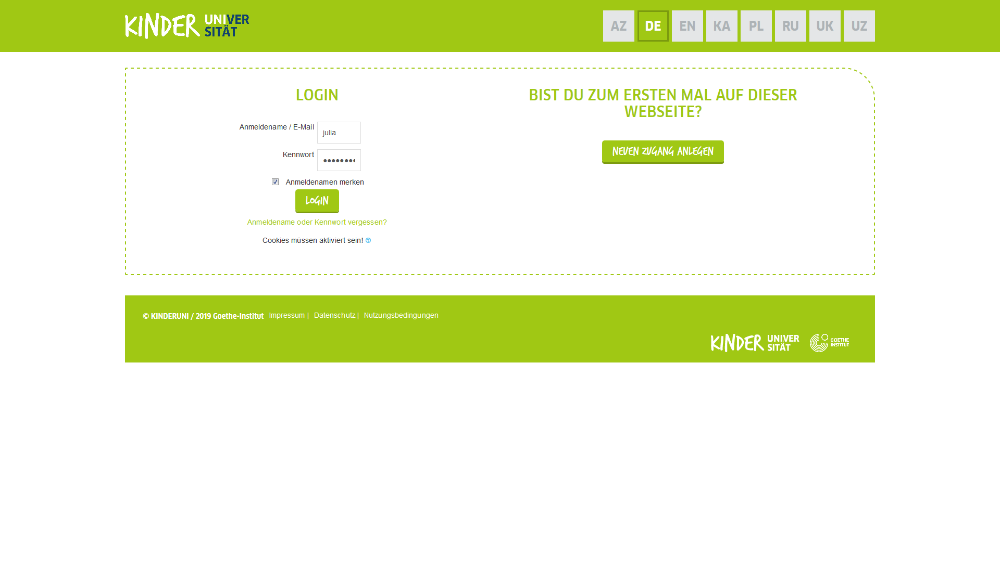 KINDER UNIVER
SITÄT
AZ DE EN KA PL RU UK UZ
LOGIN
Anmeldename / E-Mail julia
Kennwort ••••••••
Anmeldenamen merken
LOGIN
Anmeldename oder Kennwort vergessen?
Cookies müssen aktiviert sein!
BIST DU ZUM ERSTEN MAL AUF DIESER
WEBSEITE?
NEUEN ZUGANG ANLEGEN
© KINDERUNI / 2019 Goethe-Institut Impressum | Datenschutz | Nutzungsbedingungen
KINDER UNIVER
SITÄT
GOETHE
INSTITUT